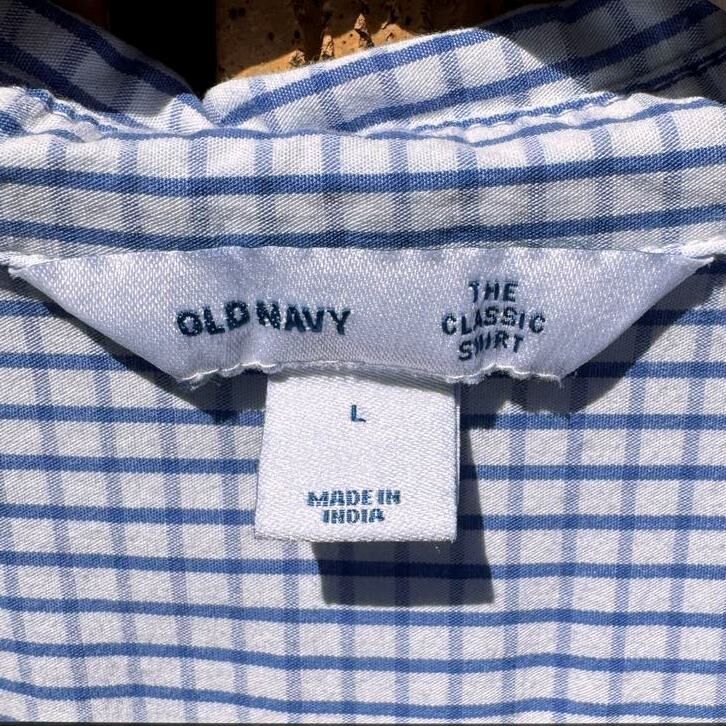 OLD NAVY
THE
CLASSIC
SHIRT
L
MADE IN
INDIA